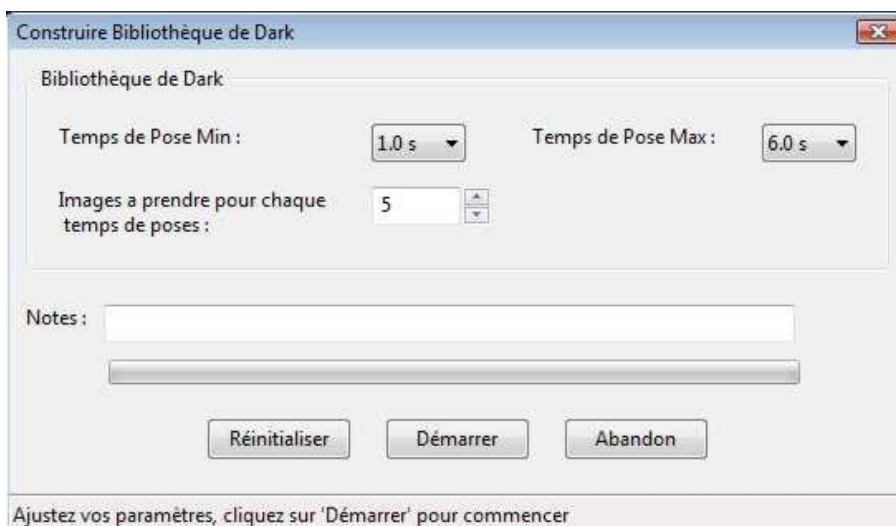 Construire Bibliothèque de Dark
Bibliothèque de Dark
Temps de Pose Min : 1.0 s Temps de Pose Max : 6.0 s
Images a prendre pour chaque
temps de poses : 5
Notes :
Réinitialiser Démarrer Abandon
Ajustez vos paramètres, cliquez sur 'Démarrer' pour commencer